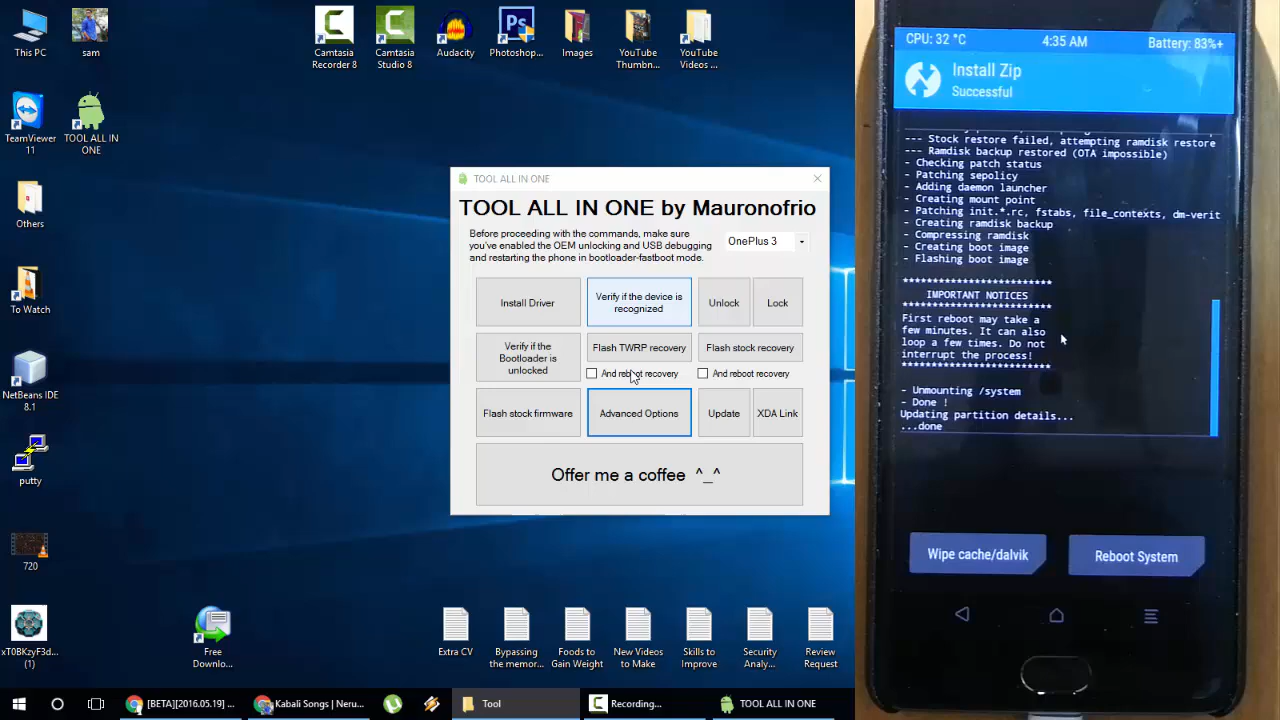 This PC
sam
Camtasia
Recorder 8
Camtasia
Studio 8
Audacity
Ps
Photoshop...
Images
YouTube
Thumbn...
YouTube
Videos ...
TeamViewer
11
TOOL ALL IN
ONE
Others
To Watch
NetBeans IDE
8.1
putty
720
xT0BKzyF3d...
(1)
Free
Downlo...
Extra CV
Bypassing
the memor...
Foods to
Gain Weight
New Videos
to Make
Skills to
Improve
Security
Analy...
Review
Request
TOOL ALL IN ONE
TOOL ALL IN ONE by Mauronofrio
Before proceeding with the commands, make sure
you've enabled the OEM unlocking and USB debugging
and restarting the phone in bootloader-fastboot mode.
OnePlus 3
Install Driver
Verify if the device is
recognized
Unlock
Lock
Verify if the
Bootloader is
unlocked
Flash TWRP recovery
Flash stock recovery
And reboot recovery
And reboot recovery
Flash stock firmware
Advanced Options
Update
XDA Link
Offer me a coffee ^_^
[BETA][2016.05.19] ...
Kabali Songs | Neru...
Tool
Recording...
TOOL ALL IN ONE
CPU: 32 °C
4:35 AM
Battery: 83%+
Install Zip
Successful
--- Stock restore failed, attempting ramdisk restore
--- Ramdisk backup restored (OTA impossible)
- Checking patch status
- Patching sepolicy
- Adding daemon launcher
- Creating mount point
- Patching init.*.rc, fstabs, file_contexts, dm-verit
- Creating ramdisk backup
- Compressing ramdisk
- Creating boot image
- Flashing boot image
*************************
IMPORTANT NOTICES
*************************
First reboot may take a
few minutes. It can also
loop a few times. Do not
interrupt the process!
*************************
- Unmounting /system
- Done !
Updating partition details...
...done
Wipe cache/dalvik
Reboot System